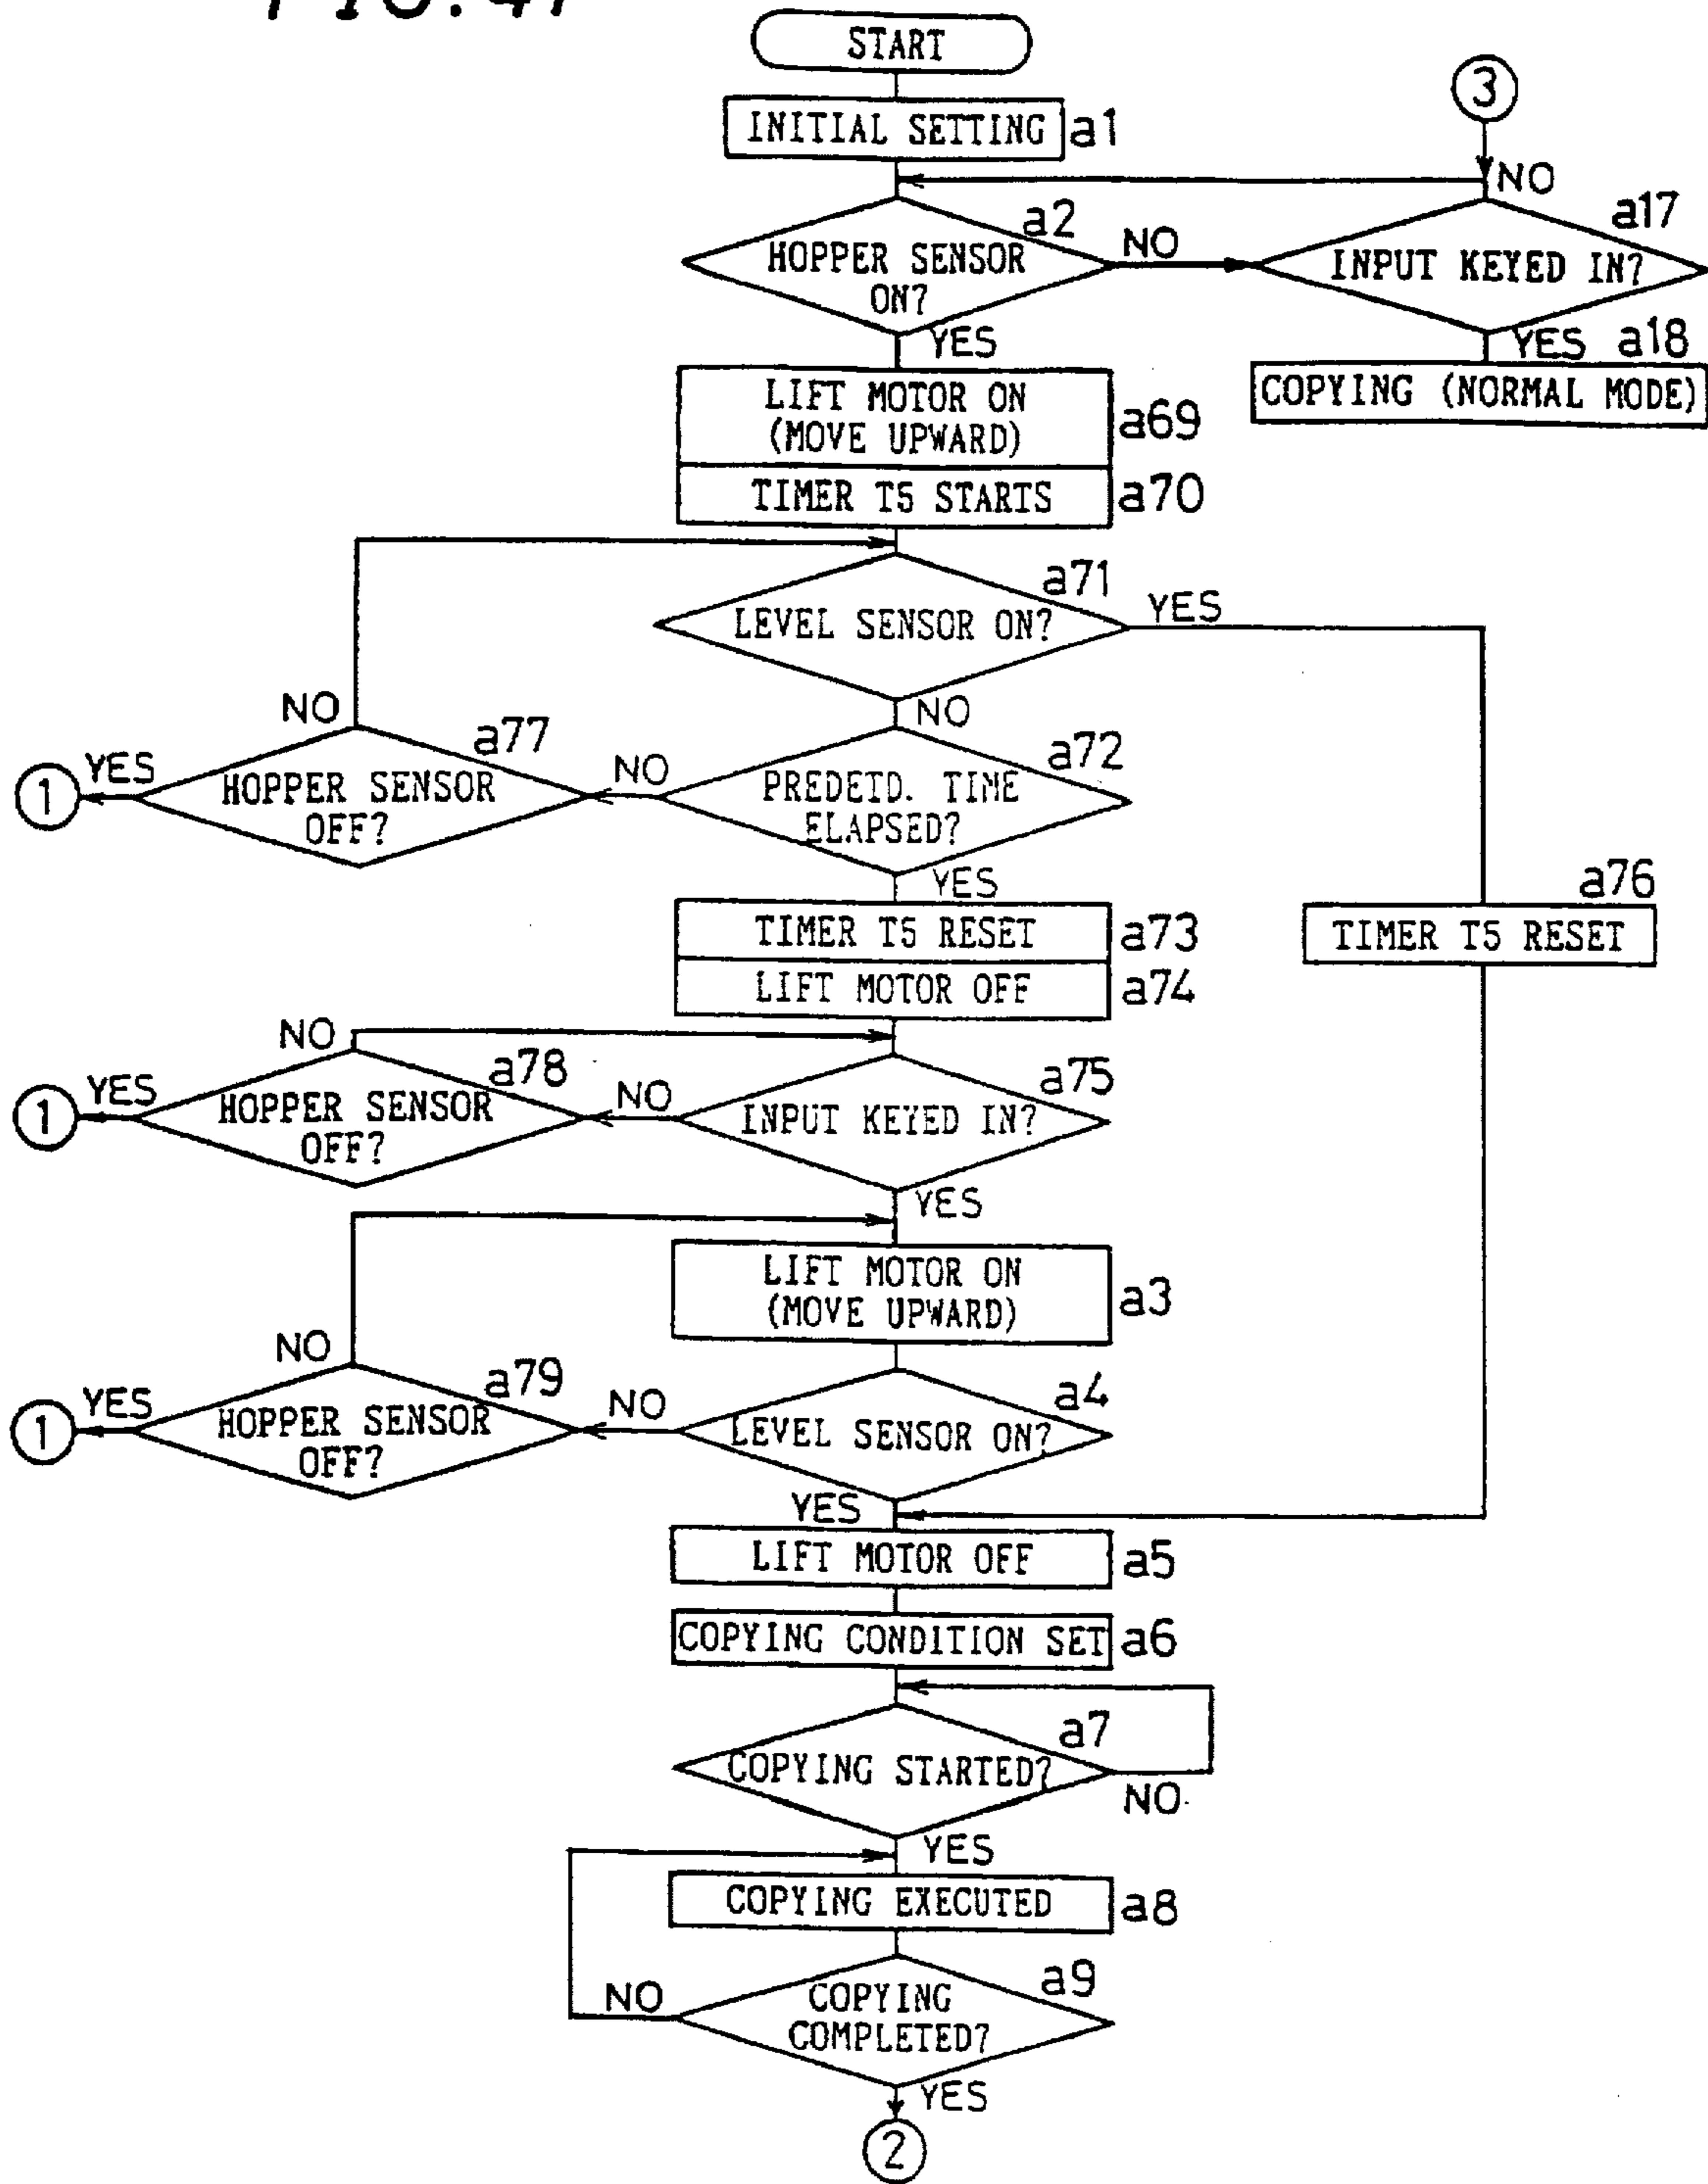 FIG. 47
START
INITIAL SETTING a1
3
NO
a2
HOPPER SENSOR
ON?
NO
a17
INPUT KEYED IN?
YES
YES a18
COPYING (NORMAL MODE)
LIFT MOTOR ON
(MOVE UPWARD)
a69
TIMER T5 STARTS a70
a71
LEVEL SENSOR ON?
YES
NO
NO
a77
HOPPER SENSOR
OFF?
YES
1
NO
a72
PREDETD. TIME
ELAPSED?
YES
a76
TIMER T5 RESET
TIMER T5 RESET a73
LIFT MOTOR OFF a74
NO
a78
HOPPER SENSOR
OFF?
YES
1
NO
a75
INPUT KEYED IN?
YES
LIFT MOTOR ON
(MOVE UPWARD)
a3
NO
a79
HOPPER SENSOR
OFF?
YES
1
NO
a4
LEVEL SENSOR ON?
YES
LIFT MOTOR OFF a5
COPYING CONDITION SET a6
a7
COPYING STARTED?
NO
YES
COPYING EXECUTED a8
a9
NO
COPYING
COMPLETED?
YES
2